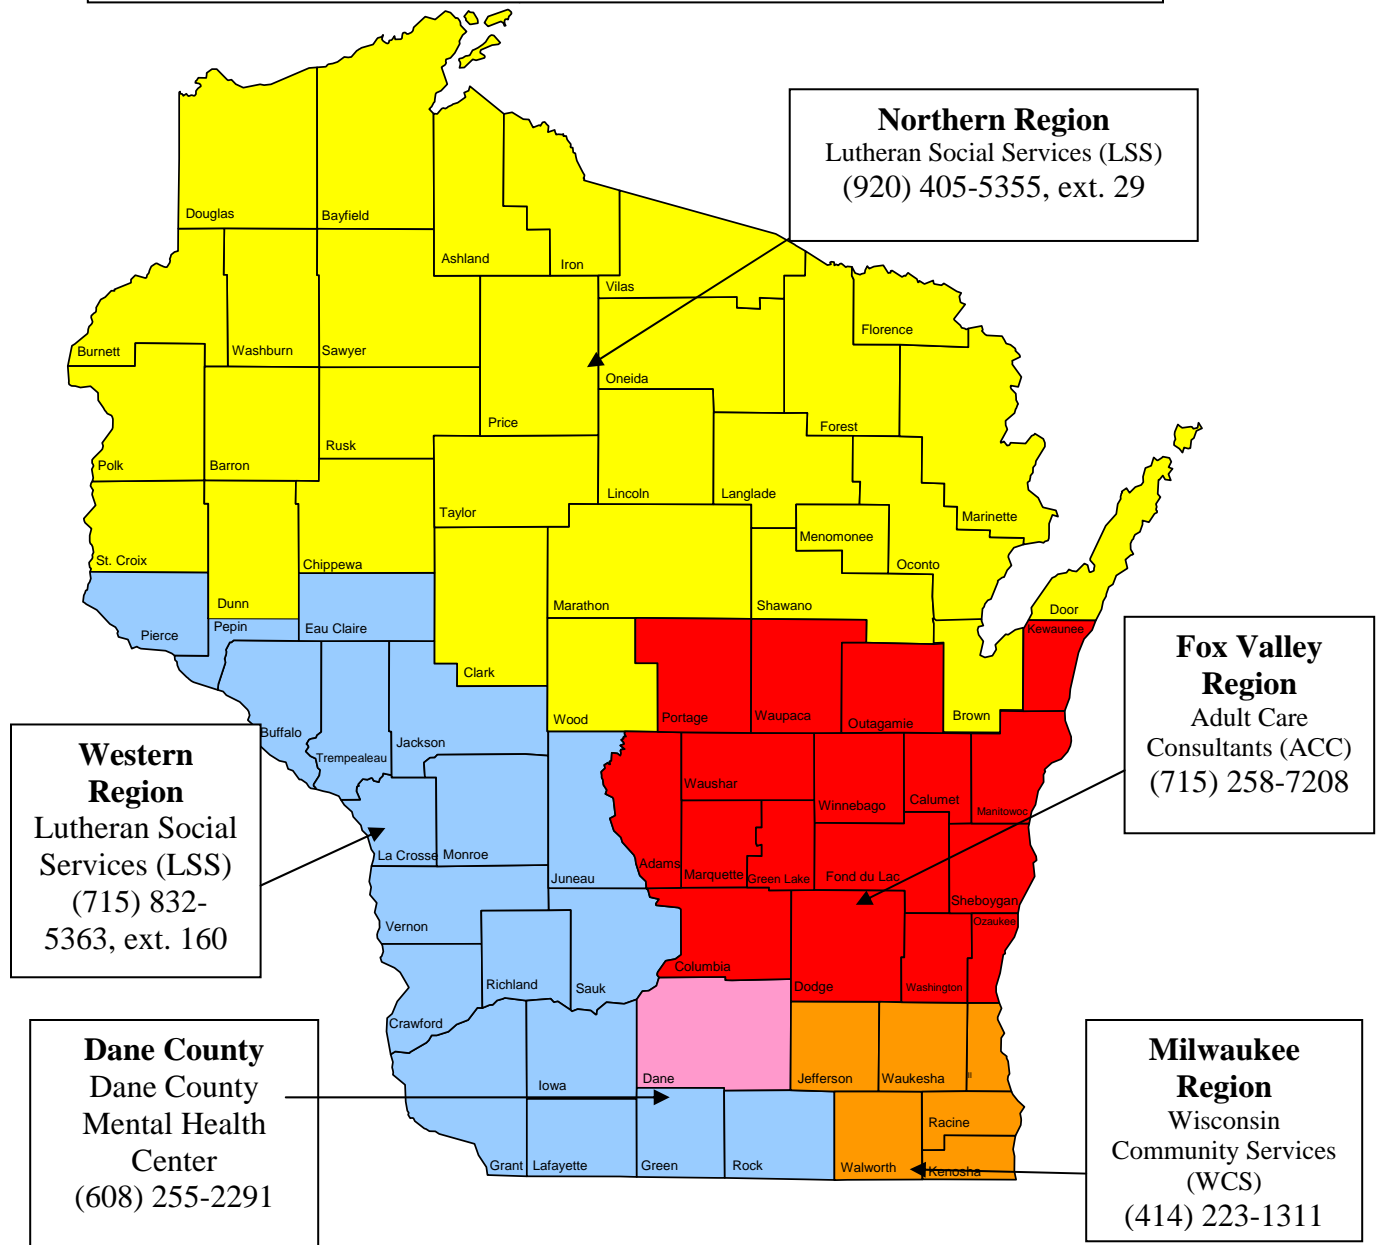 Northern Region
Lutheran Social Services (LSS)
(920) 405-5355, ext. 29
Douglas
Bayfield
Ashland
Iron
Vilas
Florence
Burnett
Washburn
Sawyer
Oneida
Price
Forest
Rusk
Polk
Barron
Lincoln
Langlade
Taylor
Marinette
Menomonee
St. Croix
Chippewa
Oconto
Dunn
Marathon
Shawano
Door
Pierce
Pepin
Eau Claire
Kewaunee
Clark
Wood
Portage
Waupaca
Outagamie
Brown
Fox Valley
Region
Adult Care
Consultants (ACC)
(715) 258-7208
Western
Region
Lutheran Social
Services (LSS)
(715) 832-
5363, ext. 160
Buffalo
Trempealeau
Jackson
Waushar
Winnebago
Calumet
Manitowoc
La Crosse
Monroe
Juneau
Adams
Marquette
Green Lake
Fond du Lac
Sheboygan
Ozaukee
Vernon
Richland
Sauk
Columbia
Dodge
Washington
Crawford
Dane County
Dane County
Mental Health
Center
(608) 255-2291
Iowa
Dane
Jefferson
Waukesha
Racine
Grant
Lafayette
Green
Rock
Walworth
Kenosha
Milwaukee
Region
Wisconsin
Community Services
(WCS)
(414) 223-1311